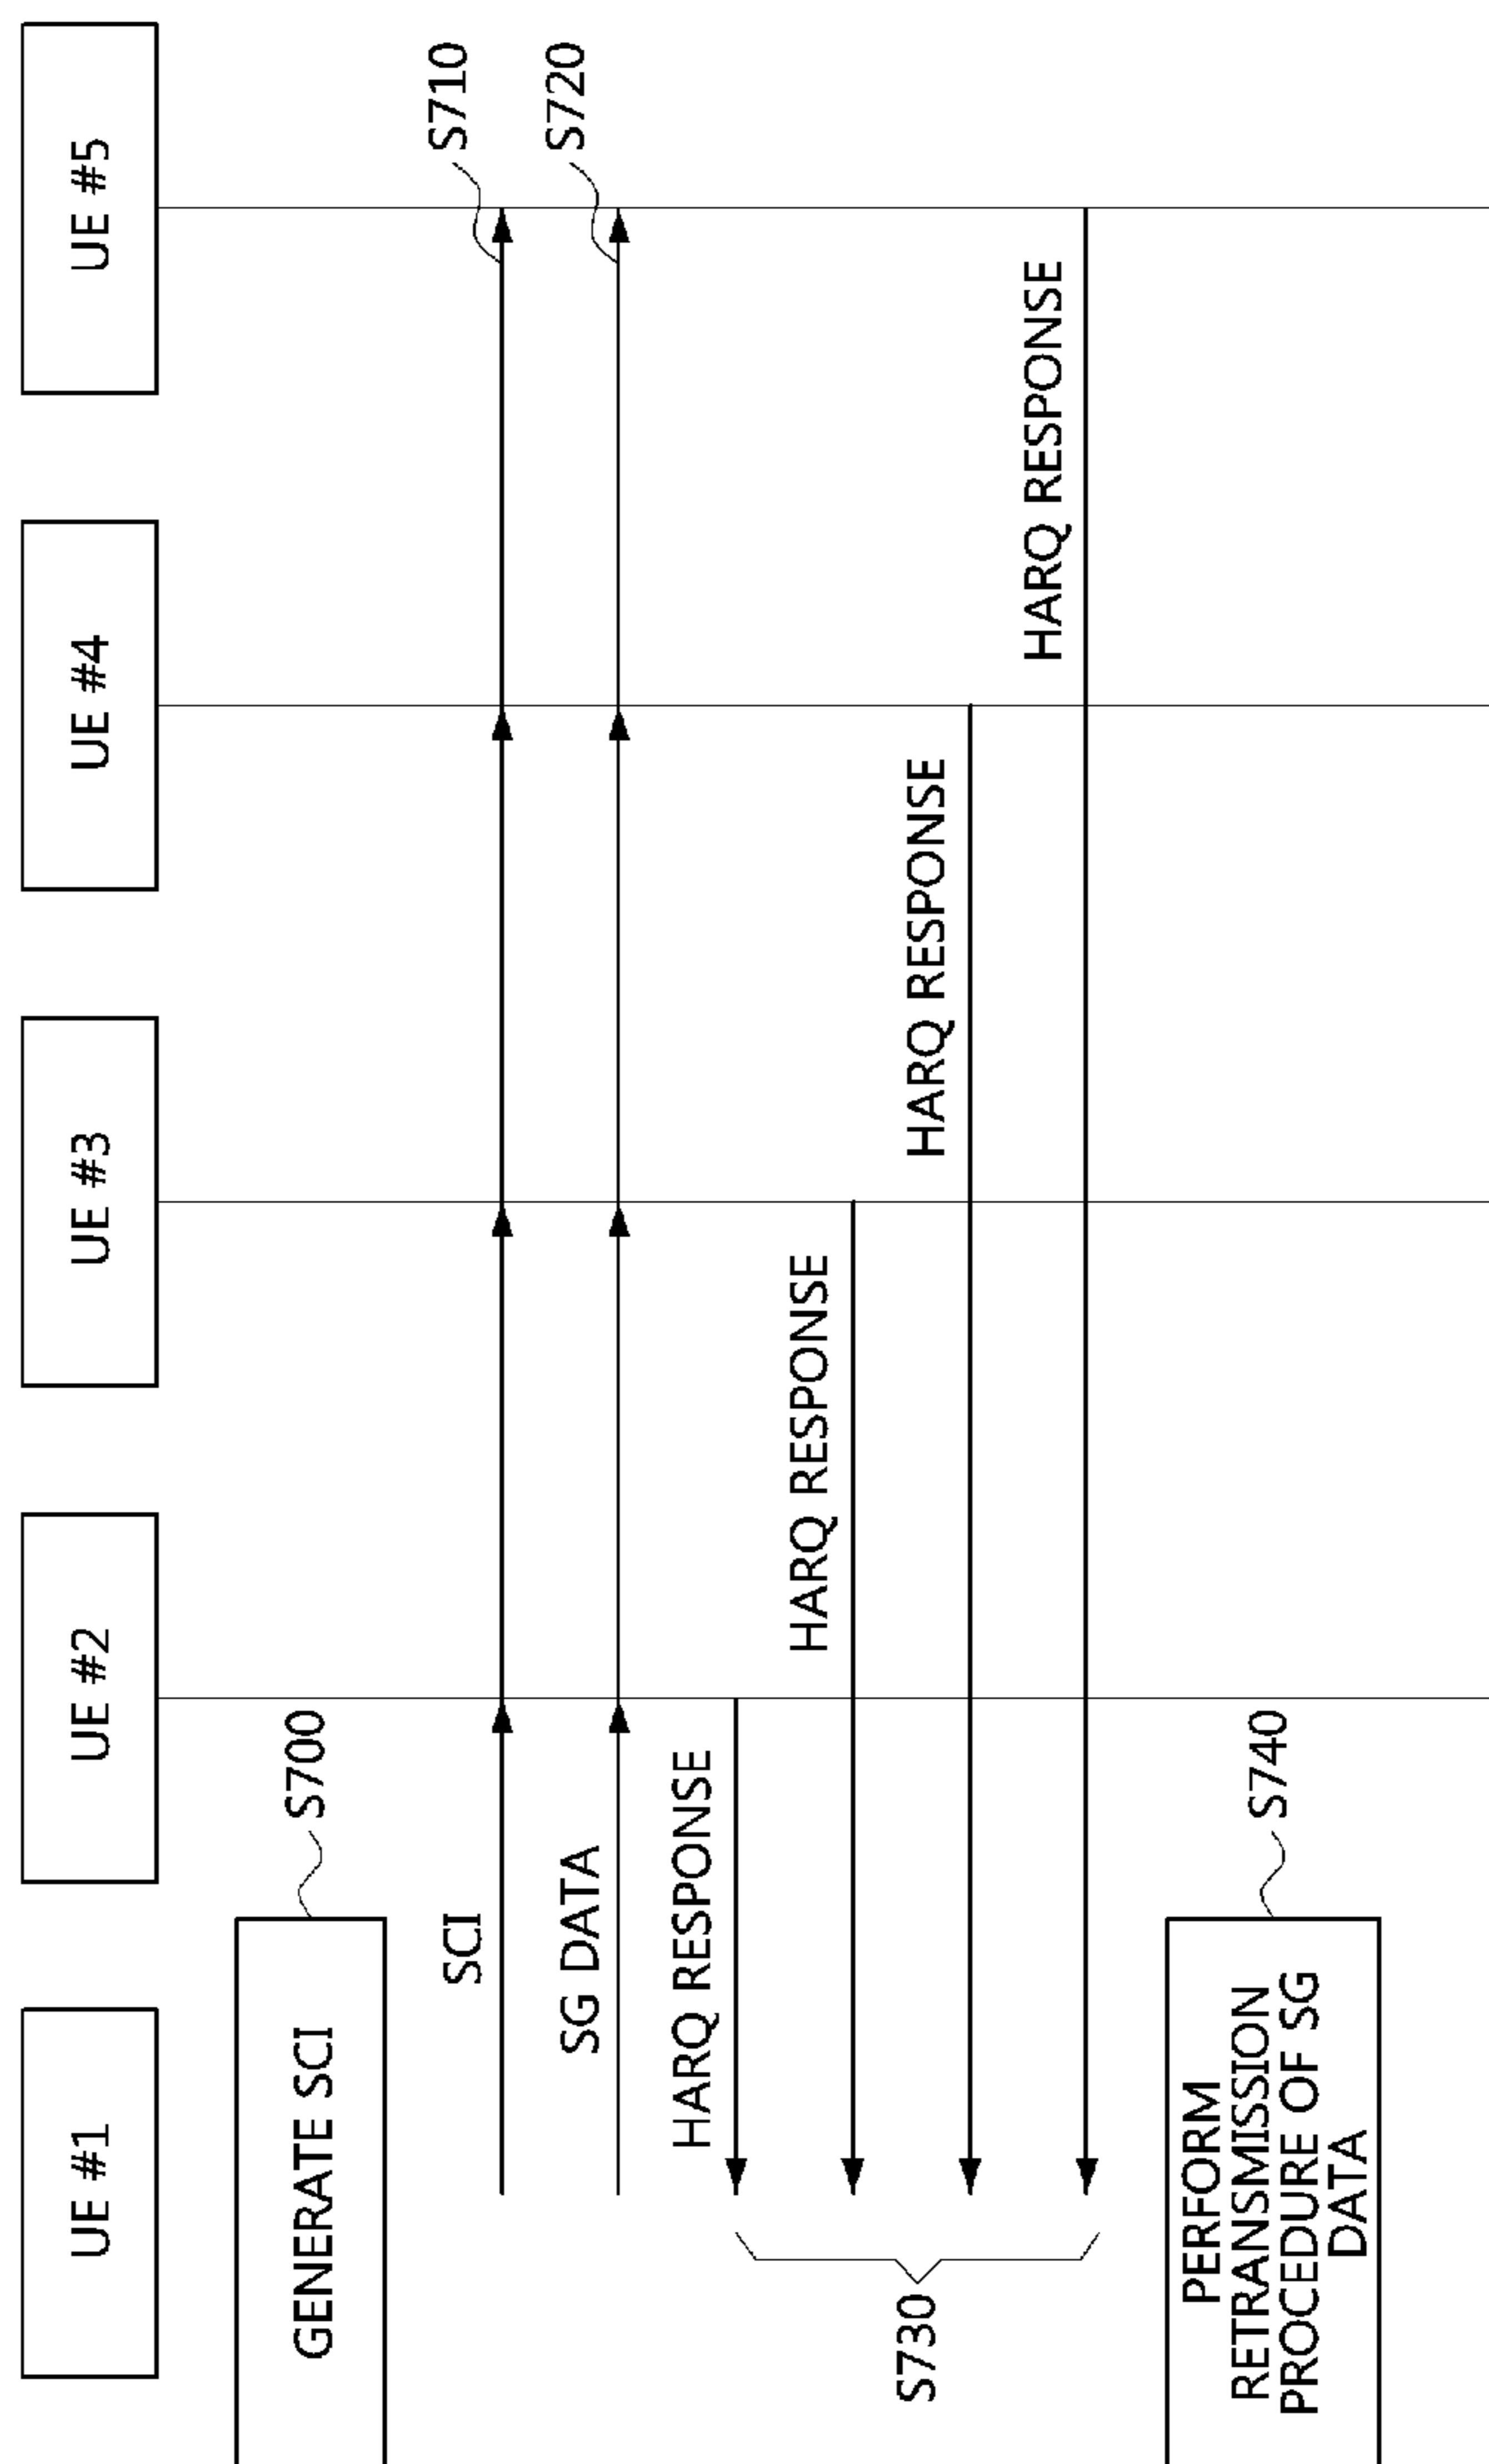 UE #1
UE #2
UE #3
UE #4
UE #5
GENERATE SCI
S700
SCI
S710
SG DATA
S720
HARQ RESPONSE
HARQ RESPONSE
HARQ RESPONSE
HARQ RESPONSE
S730
PERFORM
RETRANSMISSION
PROCEDURE OF SG
DATA
S740